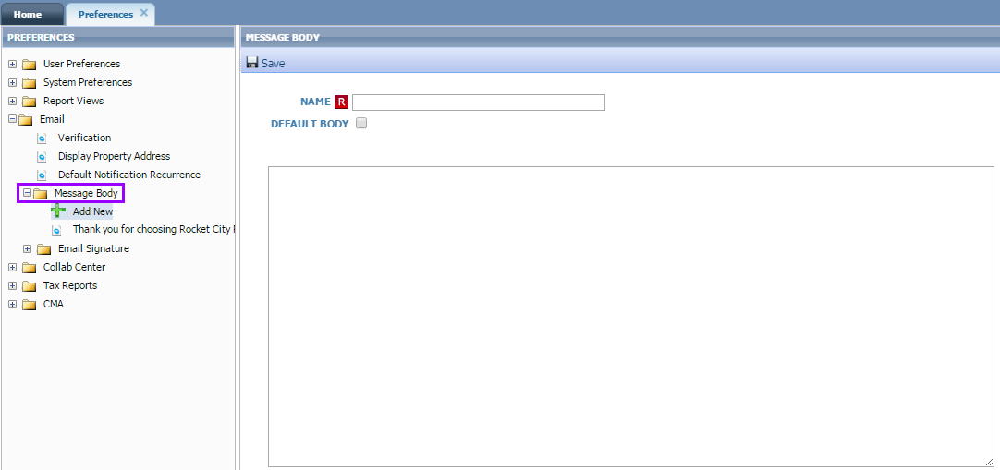 Home
Preferences
PREFERENCES
User Preferences
System Preferences
Report Views
Email
Verification
Display Property Address
Default Notification Recurrence
Message Body
Add New
Thank you for choosing Rocket City
Email Signature
Collab Center
Tax Reports
CMA
MESSAGE BODY
Save
NAME R
DEFAULT BODY